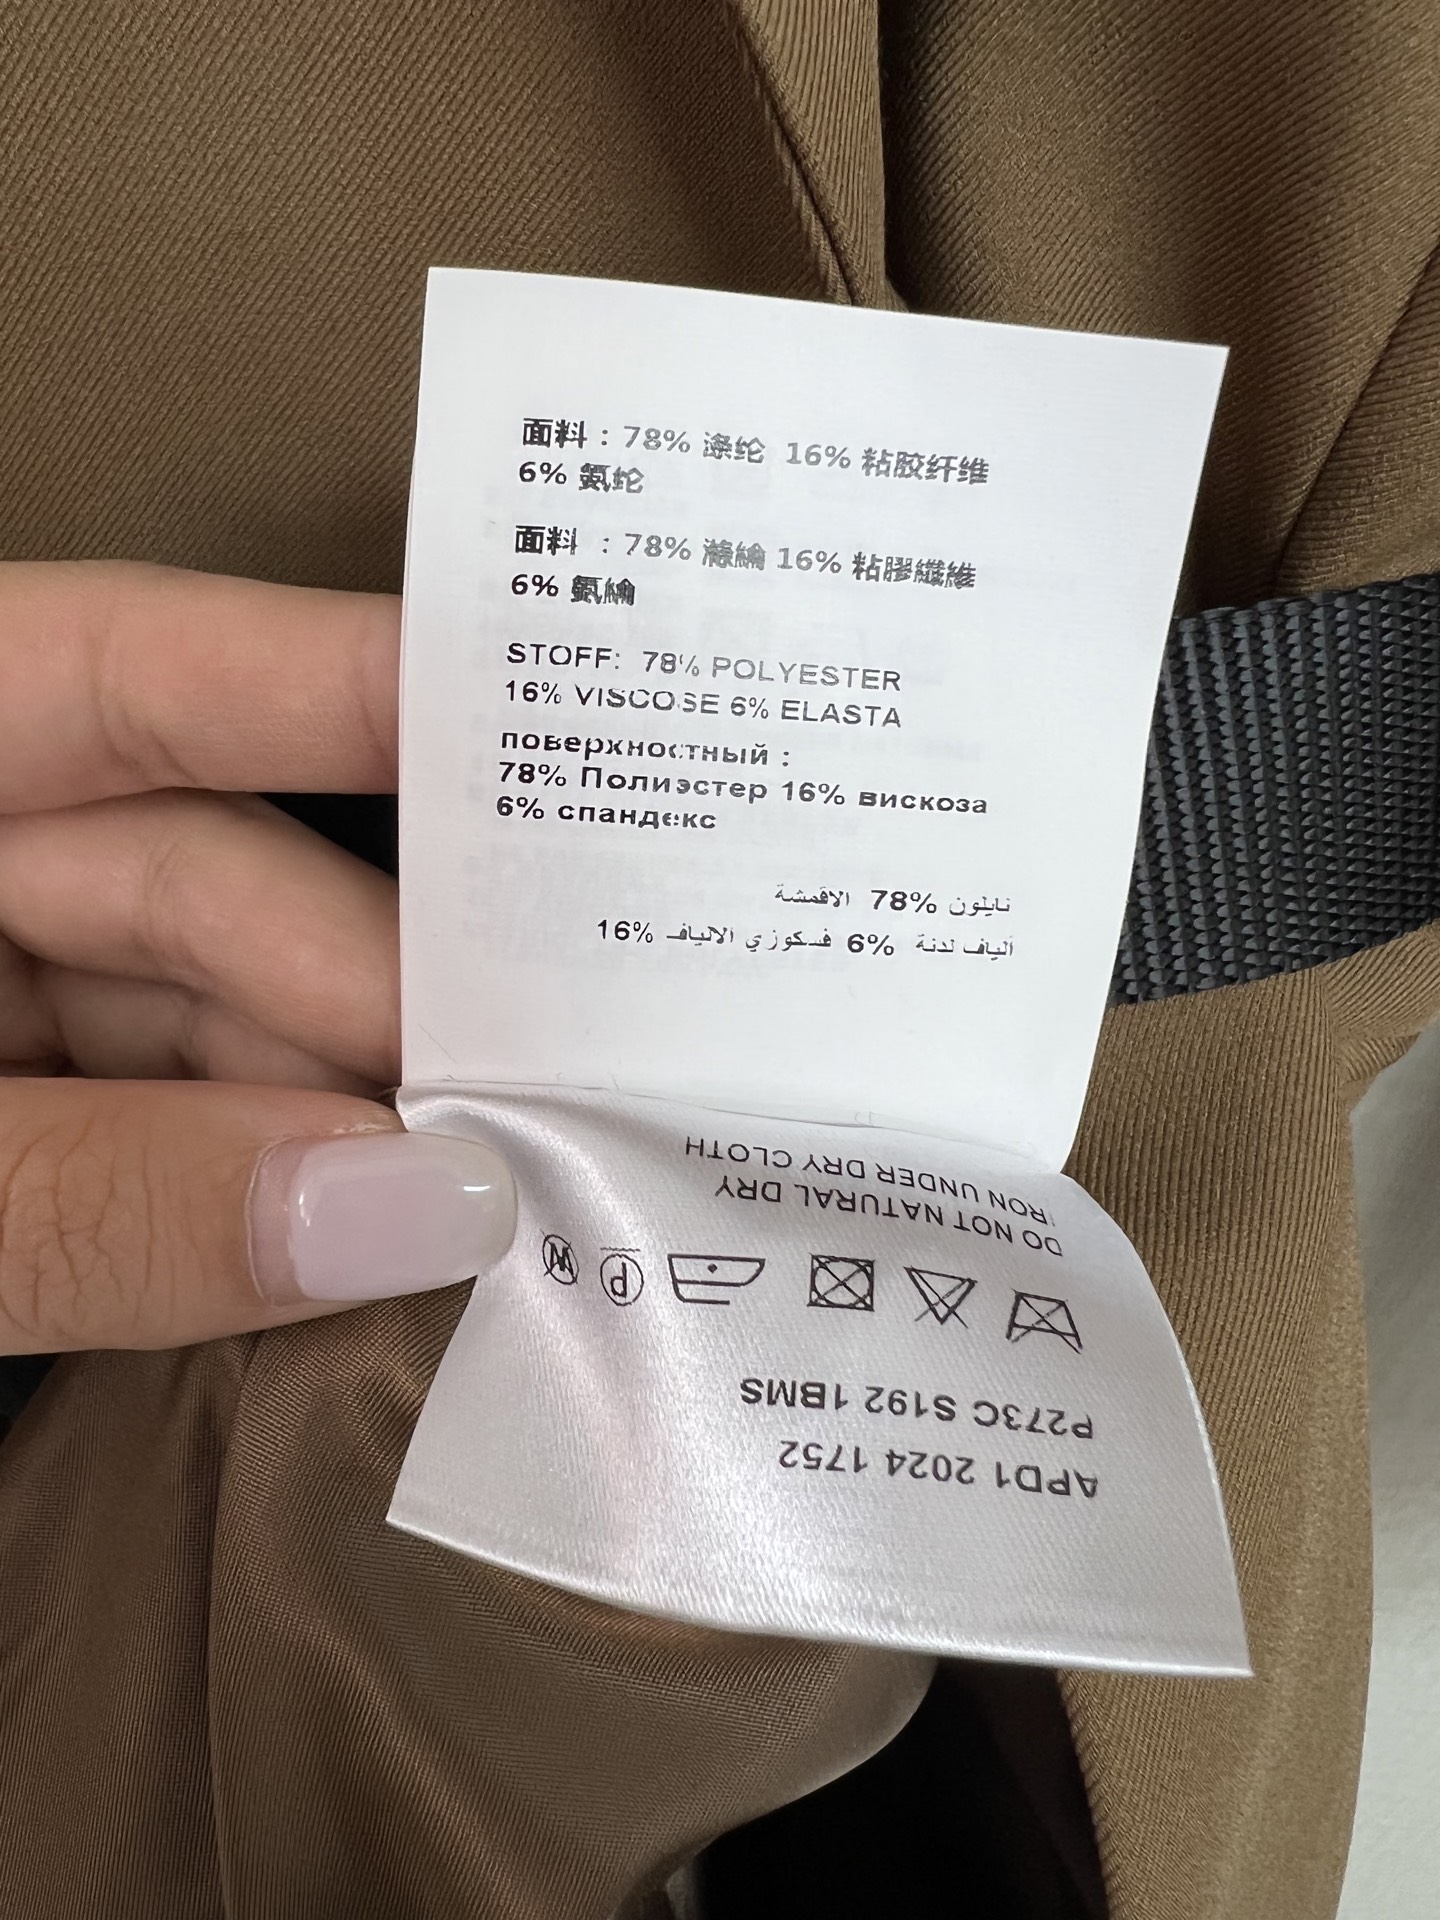 面料：78% 涤纶 16% 粘胶纤维
6% 氨纶
面料 ：78% 滌綸 16% 粘膠纖維
6% 氨綸
STOFF: 78% POLYESTER
16% VISCOSE 6% ELASTA
поверхностный :
78% Полиэстер 16% вискоза
6% спандекс
نايلون 78% الاقمشة
ألياف لدنة 6% فسكوزي الالياف 16%
APD1 2024 1752
P273C S192 1BMS
P W
DO NOT NATURAL DRY
IRON UNDER DRY CLOTH